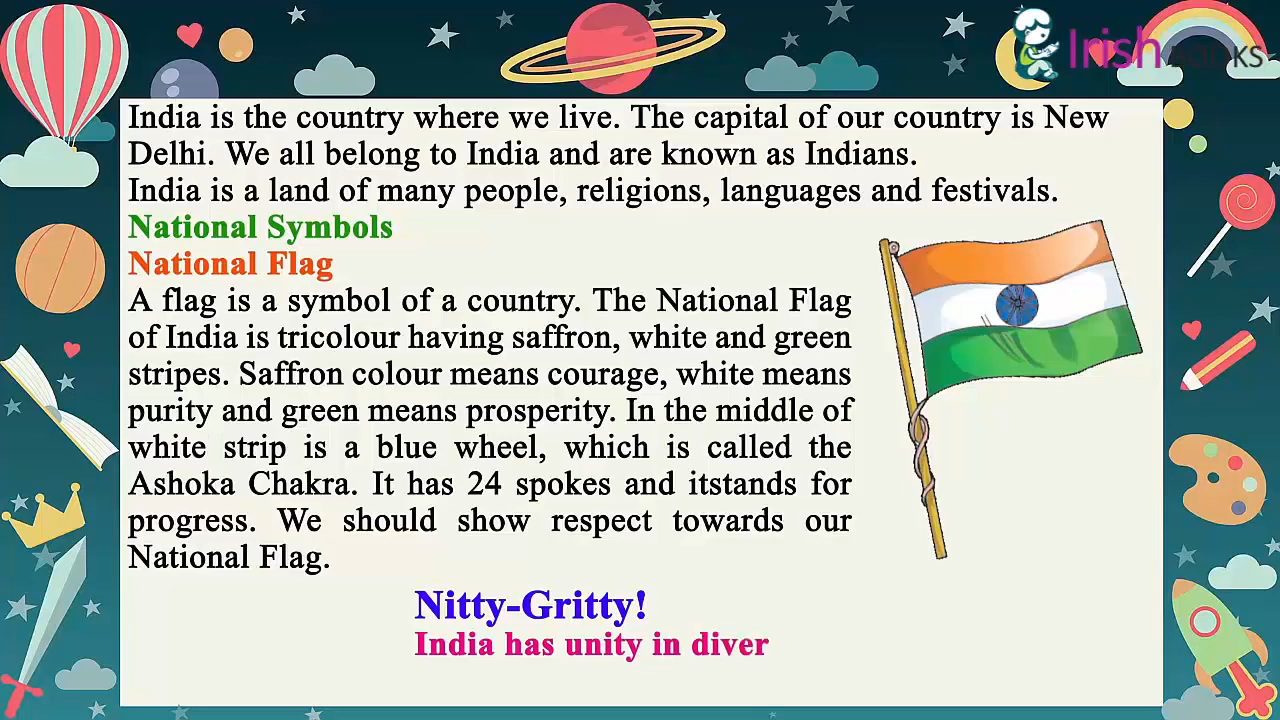 Irish BOOKS
India is the country where we live. The capital of our country is New
Delhi. We all belong to India and are known as Indians.
India is a land of many people, religions, languages and festivals.
National Symbols
National Flag
A flag is a symbol of a country. The National Flag
of India is tricolour having saffron, white and green
stripes. Saffron colour means courage, white means
purity and green means prosperity. In the middle of
white strip is a blue wheel, which is called the
Ashoka Chakra. It has 24 spokes and itstands for
progress. We should show respect towards our
National Flag.
Nitty-Gritty!
India has unity in diver